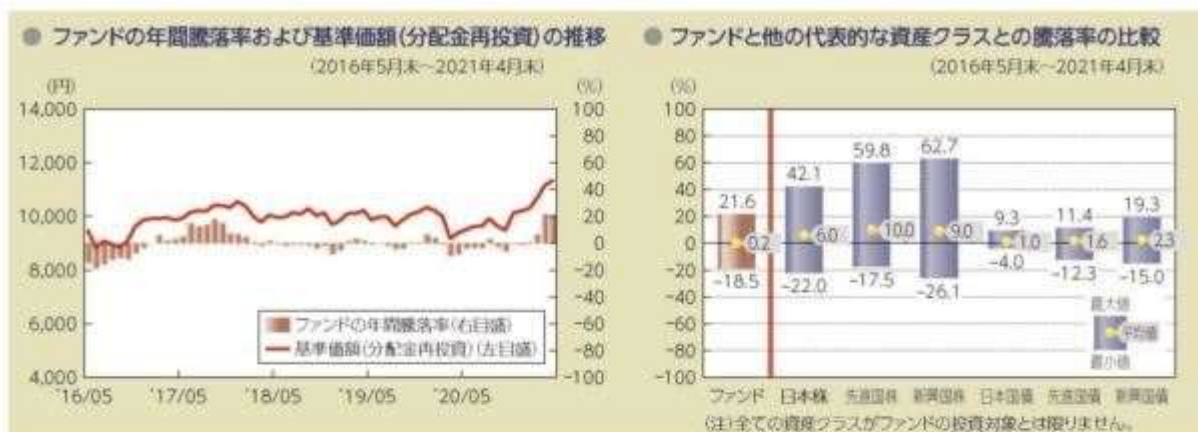 ● ファンドの年間騰落率および基準価額(分配金再投資)の推移
(2016年5月末～2021年4月末)
(円)
(%)
14,000
12,000
10,000
8,000
6,000
4,000
100
80
60
40
20
0
-20
-40
-60
-80
-100
ファンドの年間騰落率(右目盛)
基準価額(分配金再投資)(左目盛)
'16/05 '17/05 '18/05 '19/05 '20/05
● ファンドと他の代表的な資産クラスとの騰落率の比較
(2016年5月末～2021年4月末)
(%)
100
80
60
40
20
0
-20
-40
-60
-80
-100
21.6 42.1 59.8 62.7 9.3 11.4 19.3
0.2 6.0 10.0 9.0 1.0 1.6 2.3
-18.5 -22.0 -17.5 -26.1 -4.0 -12.3 -15.0
最大値
平均値
最小値
ファンド 日本株 先進国株 新興国株 日本国債 先進国債 新興国債
(注)全ての資産クラスがファンドの投資対象とは限りません。